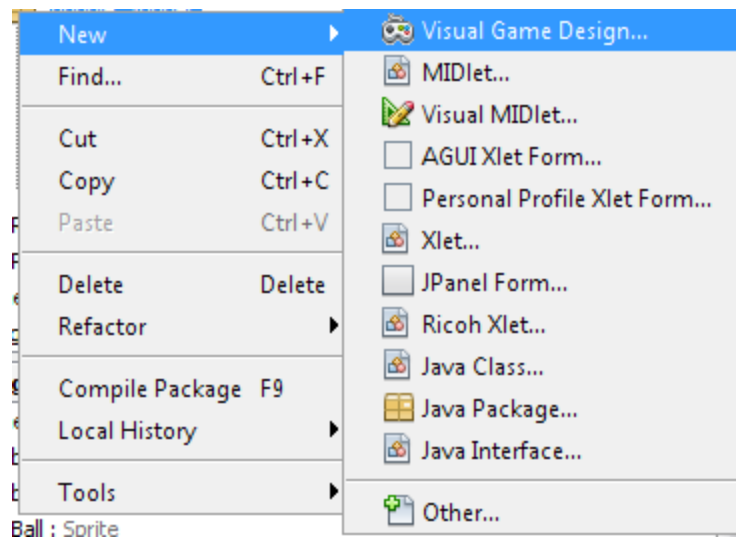 New
Find... Ctrl+F
Cut Ctrl+X
Copy Ctrl+C
Paste Ctrl+V
Delete Delete
Refactor
Compile Package F9
Local History
Tools
Ball : Sprite
Visual Game Design...
MIDlet...
Visual MIDlet...
AGUI Xlet Form...
Personal Profile Xlet Form...
Xlet...
JPanel Form...
Ricoh Xlet...
Java Class...
Java Package...
Java Interface...
Other...